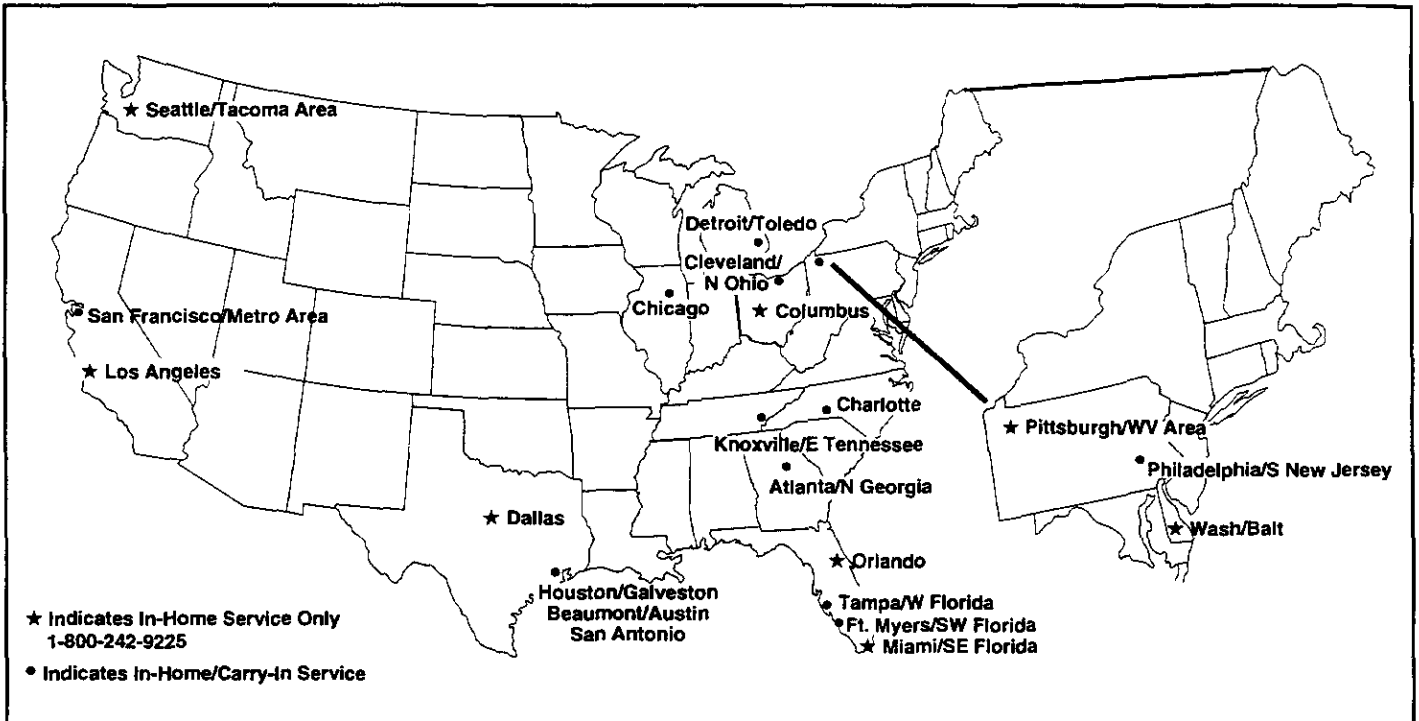 ★ Seattle/Tacoma Area
Detroit/Toledo
Cleveland/
N Ohio
Chicago
★ Columbus
San Francisco/Metro Area
★ Los Angeles
Charlotte
Knoxville/E Tennessee
Atlanta/N Georgia
★ Pittsburgh/WV Area
Philadelphia/S New Jersey
★ Wash/Balt
★ Dallas
★ Orlando
Houston/Galveston
Beaumont/Austin
San Antonio
Tampa/W Florida
Ft. Myers/SW Florida
★ Miami/SE Florida
★ Indicates In-Home Service Only
1-800-242-9225
• Indicates In-Home/Carry-In Service